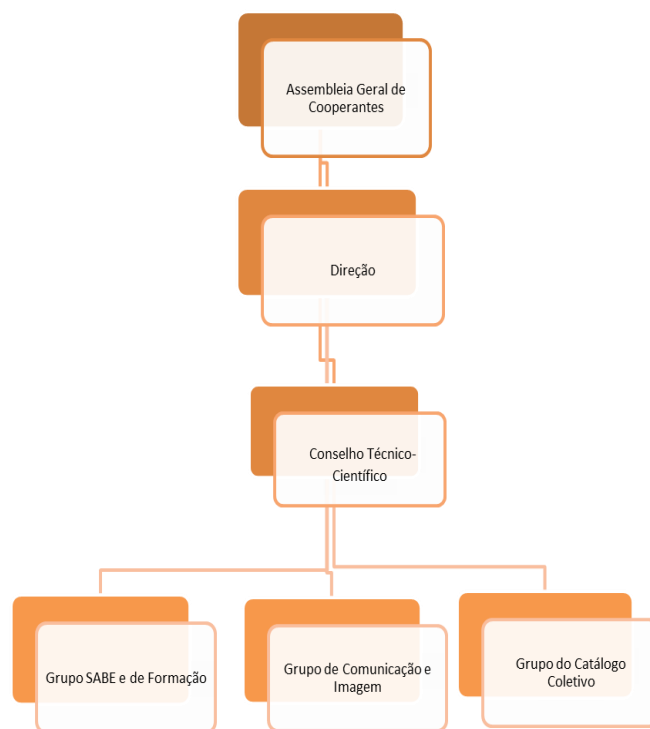 Assembleia Geral de
Cooperantes
Direção
Conselho Técnico-
Científico
Grupo SABE e de Formação
Grupo de Comunicação e
Imagem
Grupo do Catálogo
Coletivo